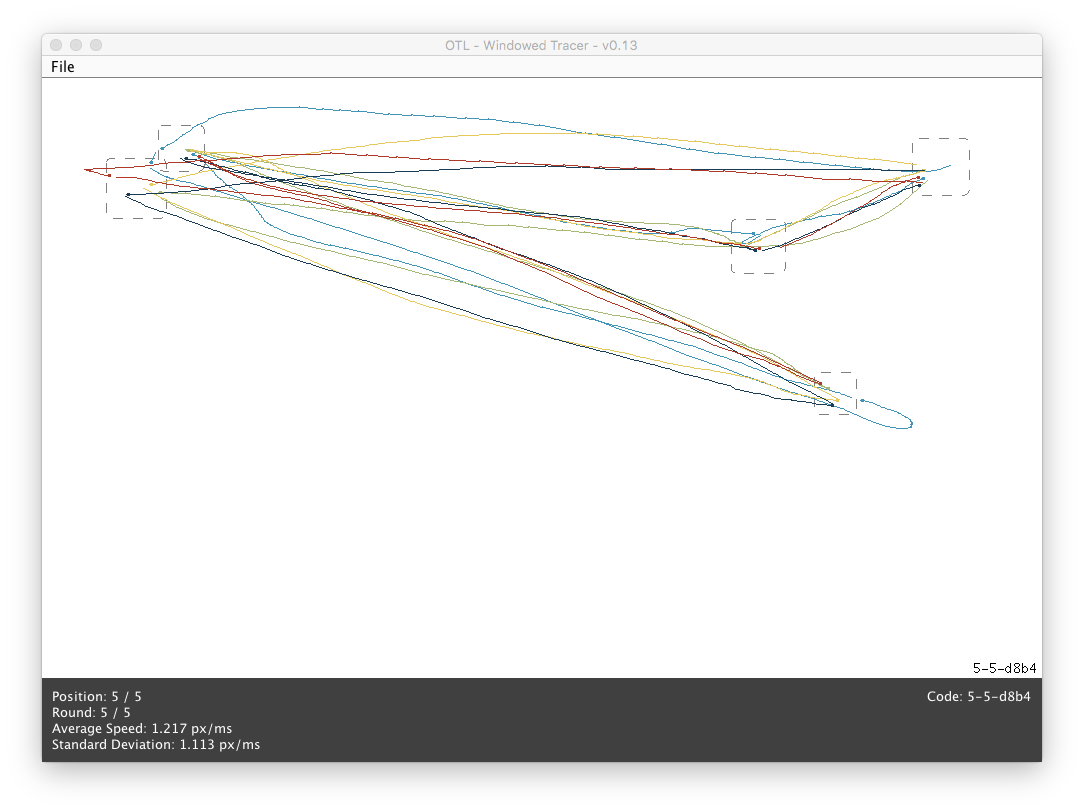 OTL - Windowed Tracer - v0.13
File
5-5-d8b4
Position: 5 / 5
Code: 5-5-d8b4
Round: 5 / 5
Average Speed: 1.217 px/ms
Standard Deviation: 1.113 px/ms